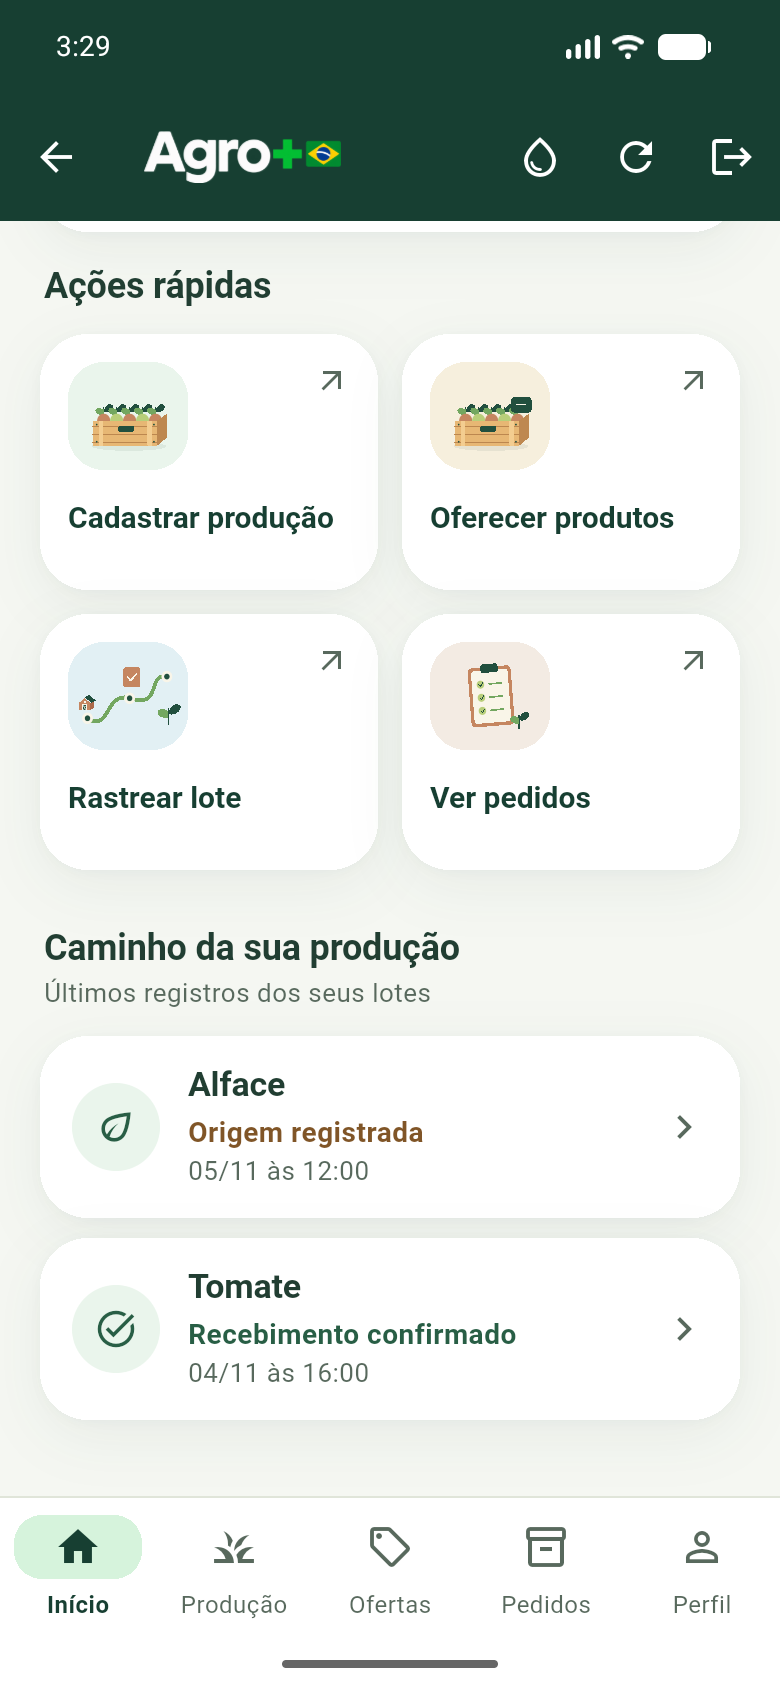 3:29
Agro+
Ações rápidas
Cadastrar produção
Oferecer produtos
Rastrear lote
Ver pedidos
Caminho da sua produção
Últimos registros dos seus lotes
Alface
Origem registrada
05/11 às 12:00
Tomate
Recebimento confirmado
04/11 às 16:00
Início
Produção
Ofertas
Pedidos
Perfil